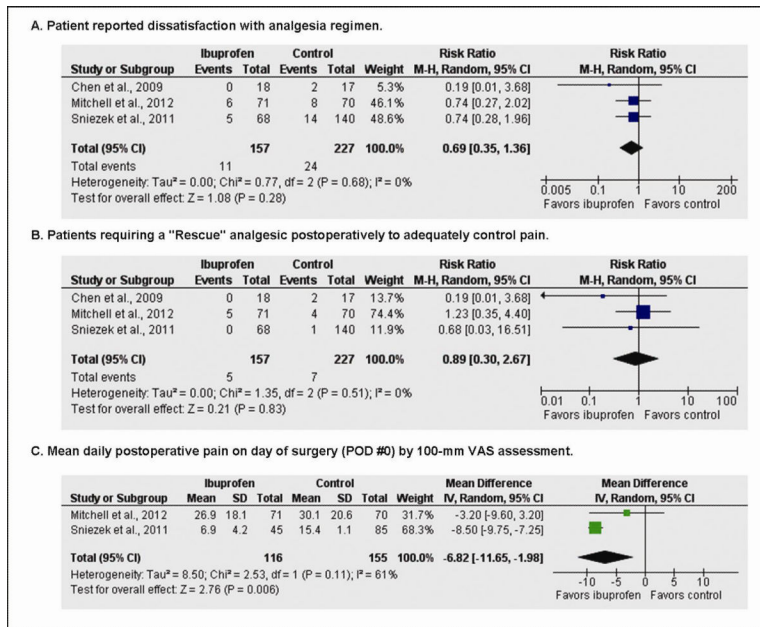 A. Patient reported dissatisfaction with analgesia regimen.
Ibuprofen Control Risk Ratio Risk Ratio
Study or Subgroup Events Total Events Total Weight M-H, Random, 95% CI M-H, Random, 95% CI
Chen et al., 2009 0 18 2 17 5.3% 0.19 [0.01, 3.68]
Mitchell et al., 2012 6 71 8 70 46.1% 0.74 [0.27, 2.02]
Sniezek et al., 2011 5 68 14 140 48.6% 0.74 [0.28, 1.96]
Total (95% CI) 157 227 100.0% 0.69 [0.35, 1.36]
Total events 11 24
Heterogeneity: Tau² = 0.00; Chi² = 0.77, df = 2 (P = 0.68); I² = 0%
Test for overall effect: Z = 1.08 (P = 0.28)
0.005 0.1 1 10 200
Favors ibuprofen Favors control
B. Patients requiring a "Rescue" analgesic postoperatively to adequately control pain.
Ibuprofen Control Risk Ratio Risk Ratio
Study or Subgroup Events Total Events Total Weight M-H, Random, 95% CI M-H, Random, 95% CI
Chen et al., 2009 0 18 2 17 13.7% 0.19 [0.01, 3.68]
Mitchell et al., 2012 5 71 4 70 74.4% 1.23 [0.35, 4.40]
Sniezek et al., 2011 0 68 1 140 11.9% 0.68 [0.03, 16.51]
Total (95% CI) 157 227 100.0% 0.89 [0.30, 2.67]
Total events 5 7
Heterogeneity: Tau² = 0.00; Chi² = 1.35, df = 2 (P = 0.51); I² = 0%
Test for overall effect: Z = 0.21 (P = 0.83)
0.01 0.1 1 10 100
Favors ibuprofen Favors control
C. Mean daily postoperative pain on day of surgery (POD #0) by 100-mm VAS assessment.
Ibuprofen Control Mean Difference Mean Difference
Study or Subgroup Mean SD Total Mean SD Total Weight IV, Random, 95% CI IV, Random, 95% CI
Mitchell et al., 2012 26.9 18.1 71 30.1 20.6 70 31.7% -3.20 [-9.60, 3.20]
Sniezek et al., 2011 6.9 4.2 45 15.4 1.1 85 68.3% -8.50 [-9.75, -7.25]
Total (95% CI) 116 155 100.0% -6.82 [-11.65, -1.98]
Heterogeneity: Tau² = 8.50; Chi² = 2.53, df = 1 (P = 0.11); I² = 61%
Test for overall effect: Z = 2.76 (P = 0.006)
-10 -5 0 5 10
Favors ibuprofen Favors control